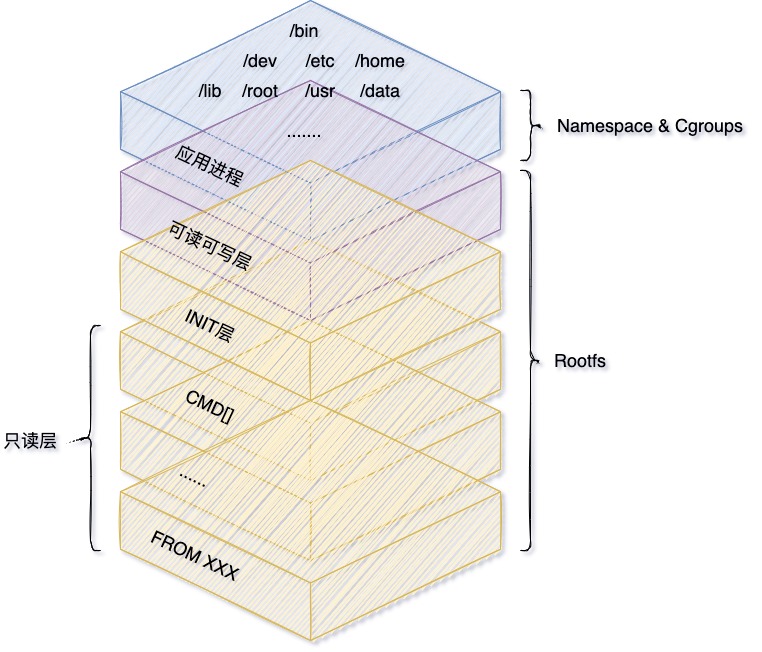 /bin
/dev /etc /home
/lib /root /usr /data
.......
Namespace & Cgroups
应用进程
可读可写层
INIT层
Rootfs
CMD[]
只读层
......
FROM XXX